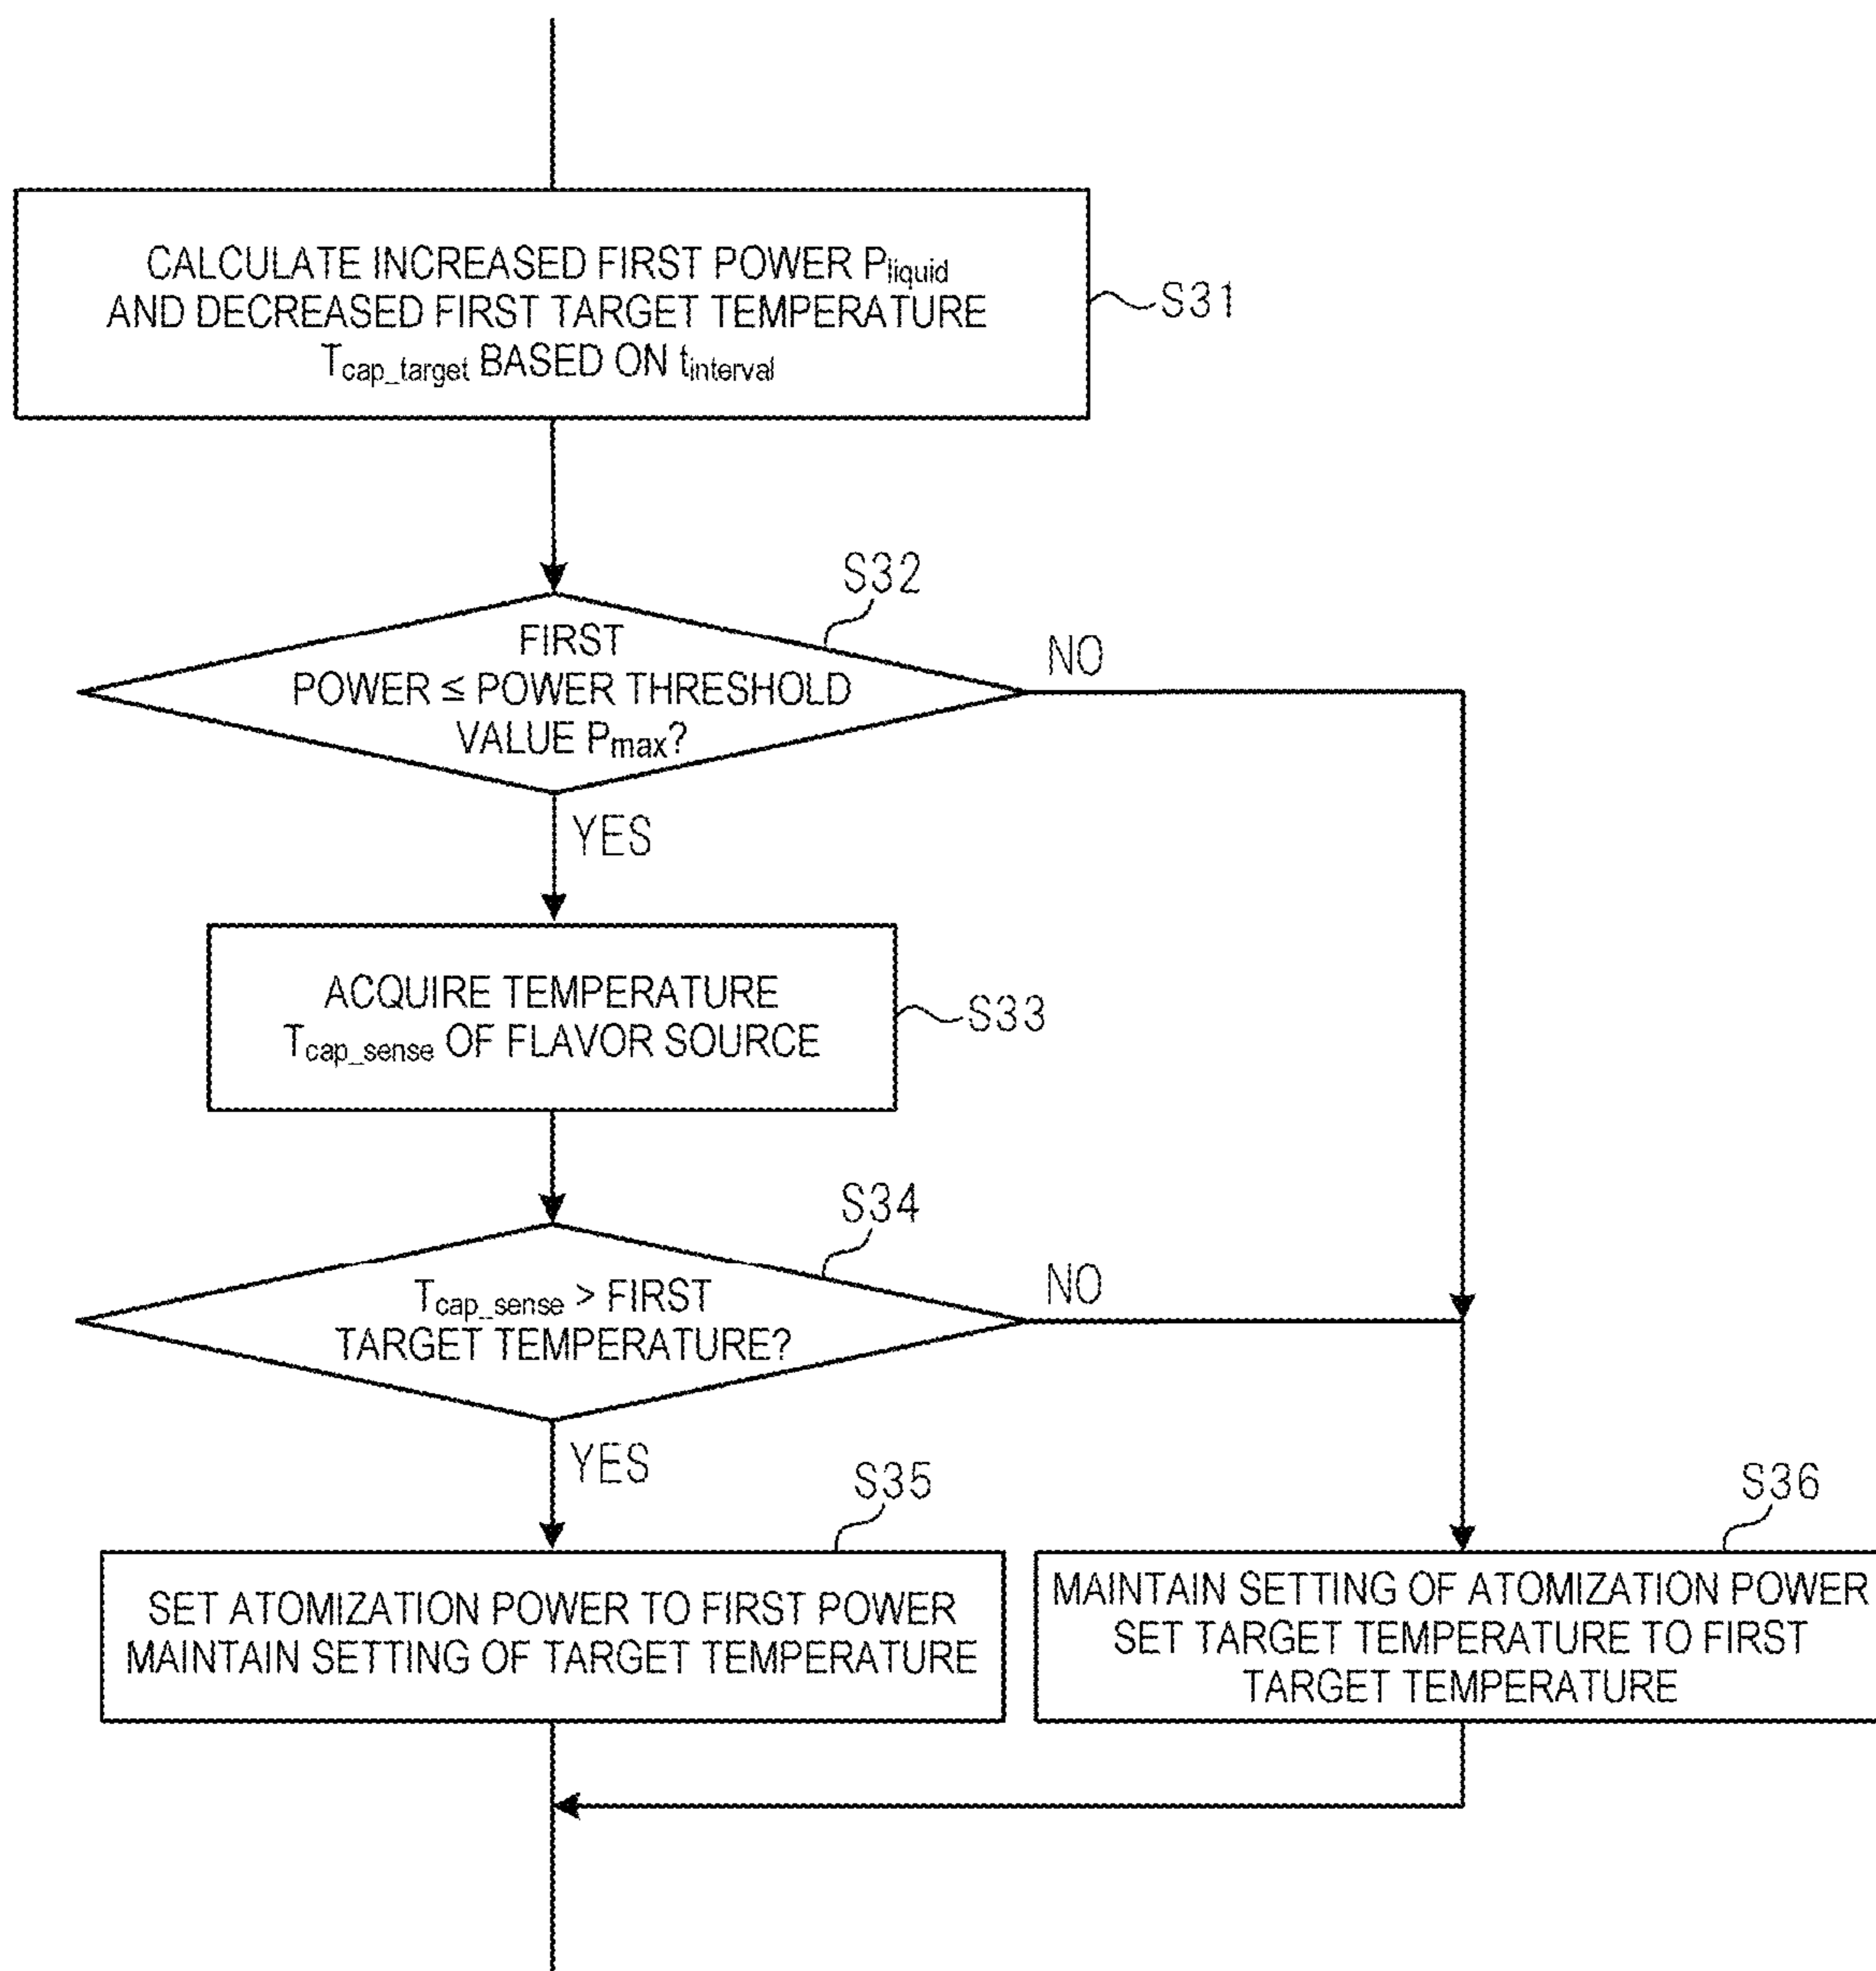 CALCULATE INCREASED FIRST POWER Pliquid
AND DECREASED FIRST TARGET TEMPERATURE
Tcap_target BASED ON tinterval
S31
S32
FIRST
POWER ≤ POWER THRESHOLD
VALUE Pmax?
NO
YES
ACQUIRE TEMPERATURE
Tcap_sense OF FLAVOR SOURCE
S33
S34
Tcap_sense > FIRST
TARGET TEMPERATURE?
NO
YES
S35
SET ATOMIZATION POWER TO FIRST POWER
MAINTAIN SETTING OF TARGET TEMPERATURE
S36
MAINTAIN SETTING OF ATOMIZATION POWER
SET TARGET TEMPERATURE TO FIRST
TARGET TEMPERATURE